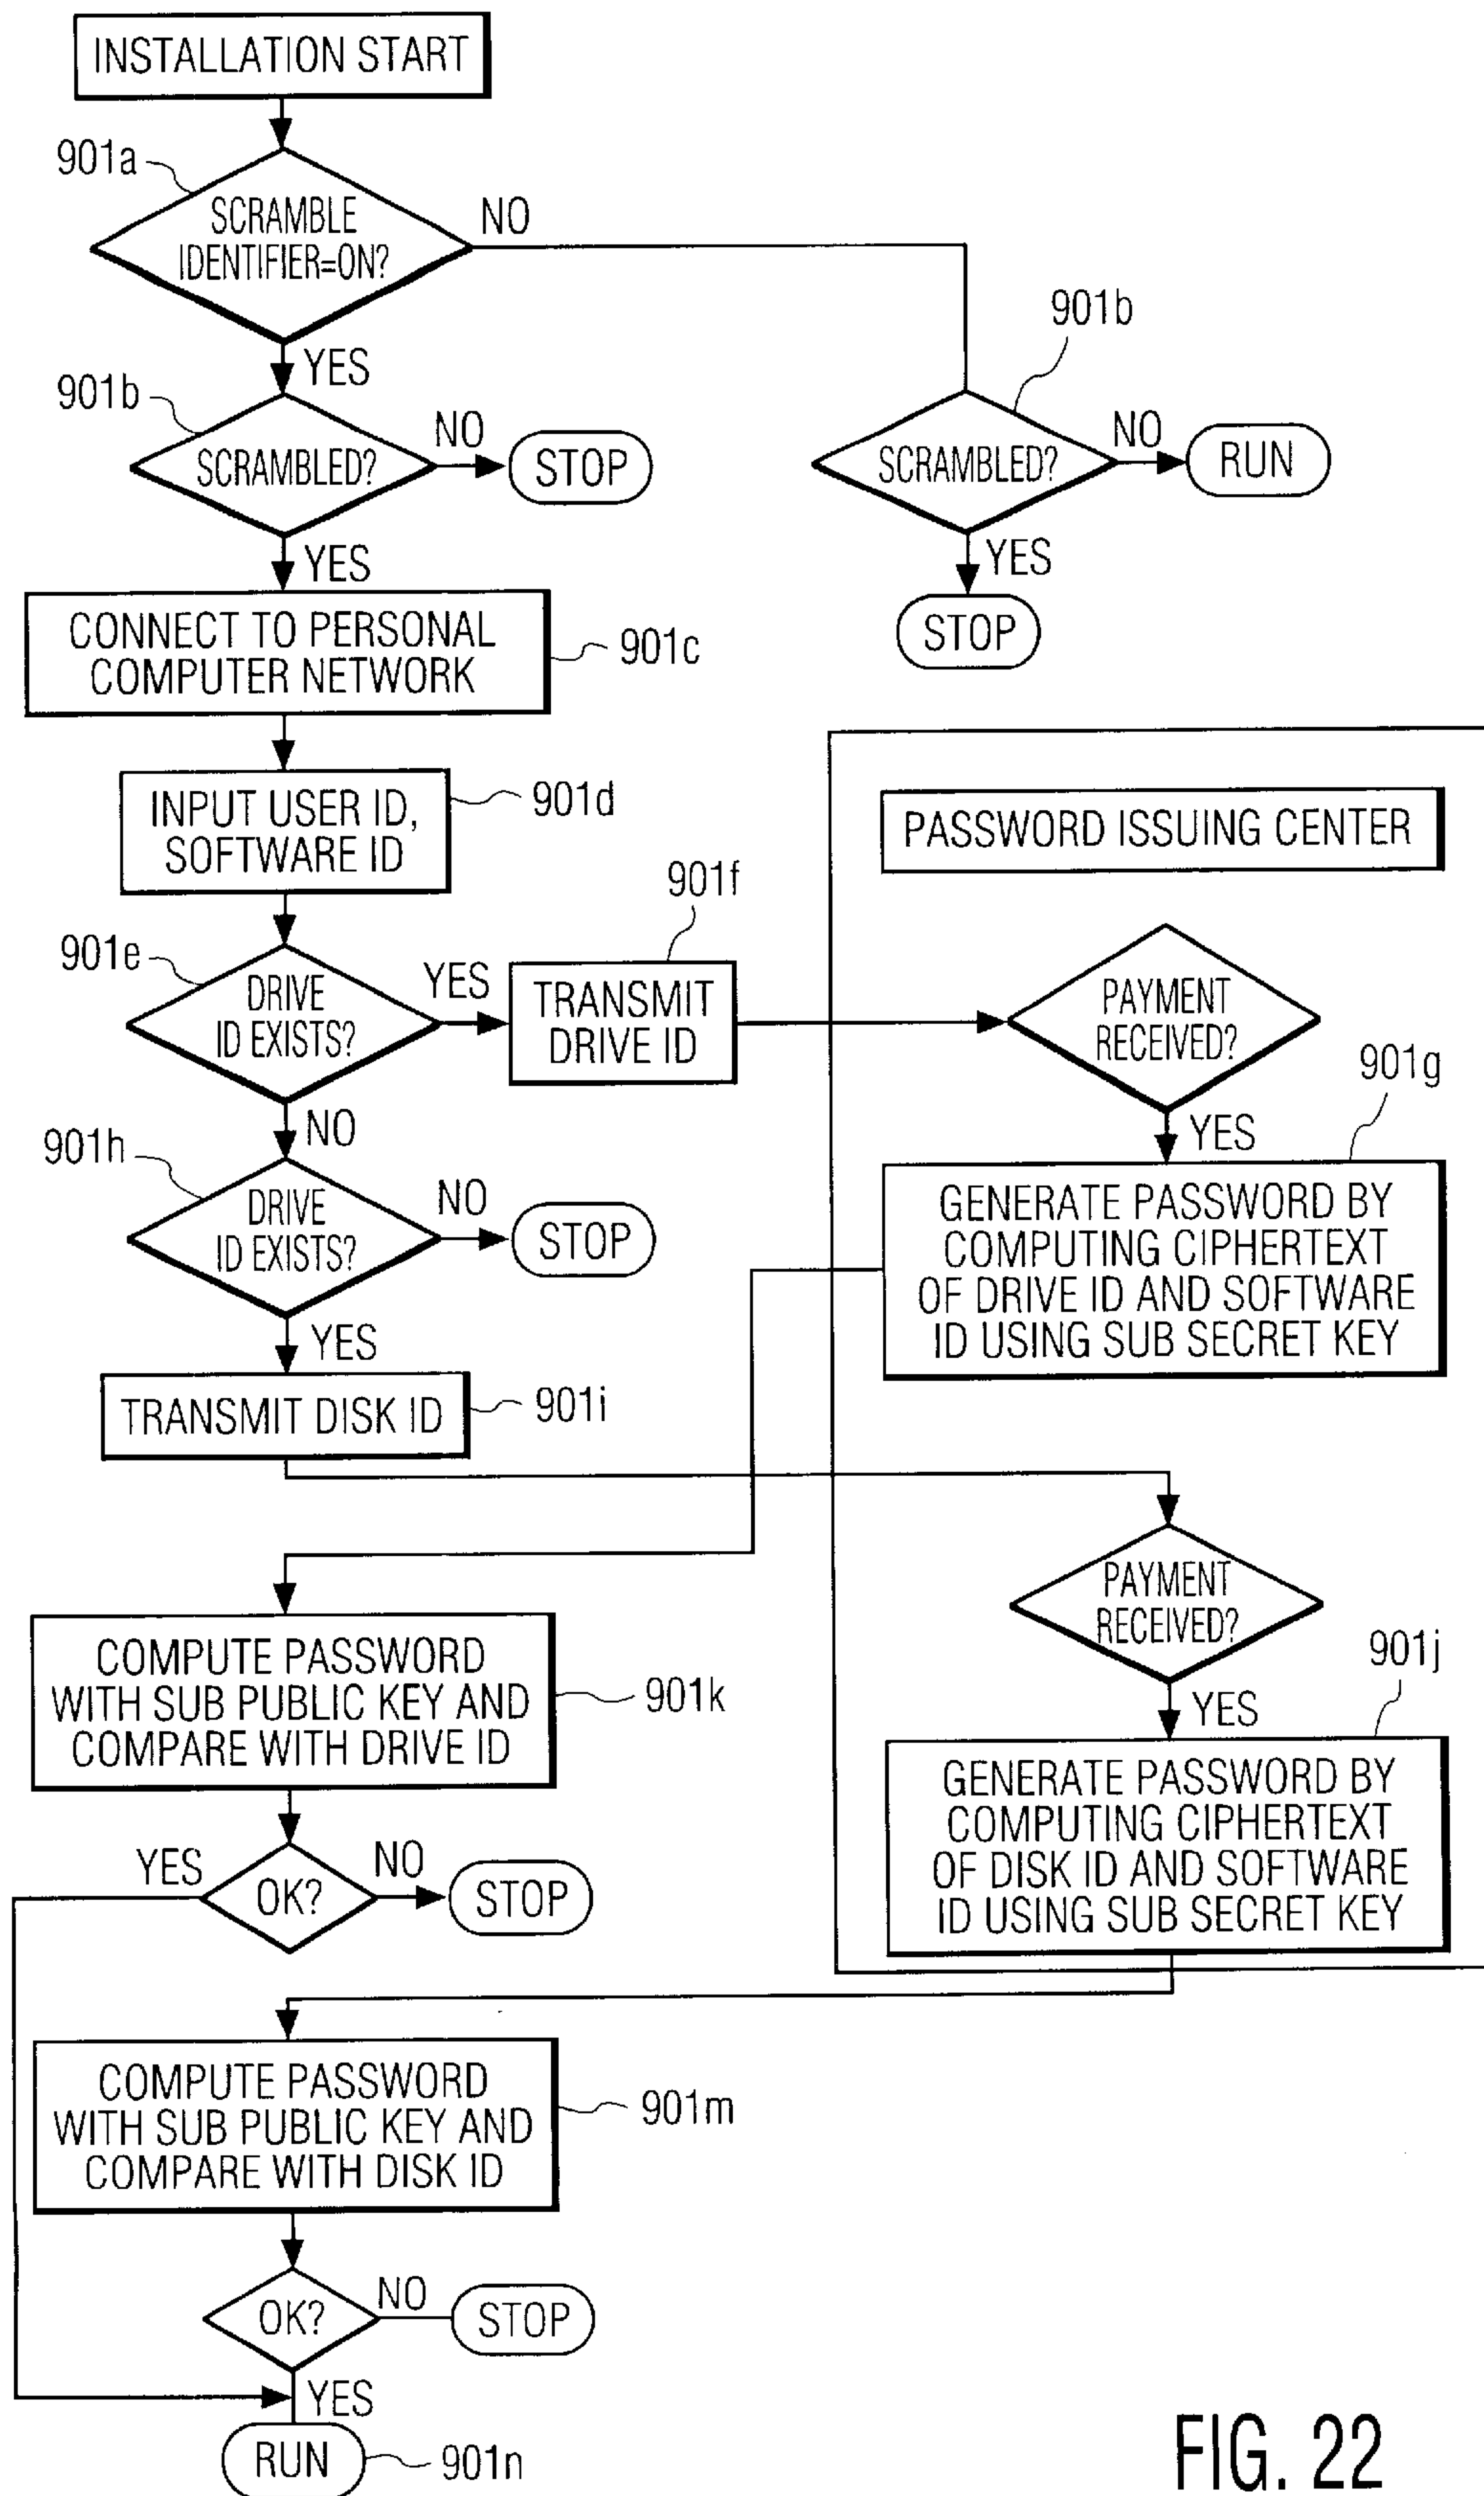 INSTALLATION START
901a
SCRAMBLE
IDENTIFIER=ON?
NO
YES
901b
SCRAMBLED?
NO
STOP
901b
SCRAMBLED?
NO
RUN
YES
STOP
YES
CONNECT TO PERSONAL
COMPUTER NETWORK
901c
INPUT USER ID,
SOFTWARE ID
901d
PASSWORD ISSUING CENTER
901e
DRIVE
ID EXISTS?
YES
901f
TRANSMIT
DRIVE ID
PAYMENT
RECEIVED?
YES
901g
GENERATE PASSWORD BY
COMPUTING CIPHERTEXT
OF DRIVE ID AND SOFTWARE
ID USING SUB SECRET KEY
NO
901h
DRIVE
ID EXISTS?
NO
STOP
YES
TRANSMIT DISK ID
901i
PAYMENT
RECEIVED?
YES
901j
GENERATE PASSWORD BY
COMPUTING CIPHERTEXT
OF DISK ID AND SOFTWARE
ID USING SUB SECRET KEY
COMPUTE PASSWORD
WITH SUB PUBLIC KEY AND
COMPARE WITH DRIVE ID
901k
YES
OK?
NO
STOP
COMPUTE PASSWORD
WITH SUB PUBLIC KEY AND
COMPARE WITH DISK ID
901m
OK?
NO
STOP
YES
RUN
901n
FIG. 22